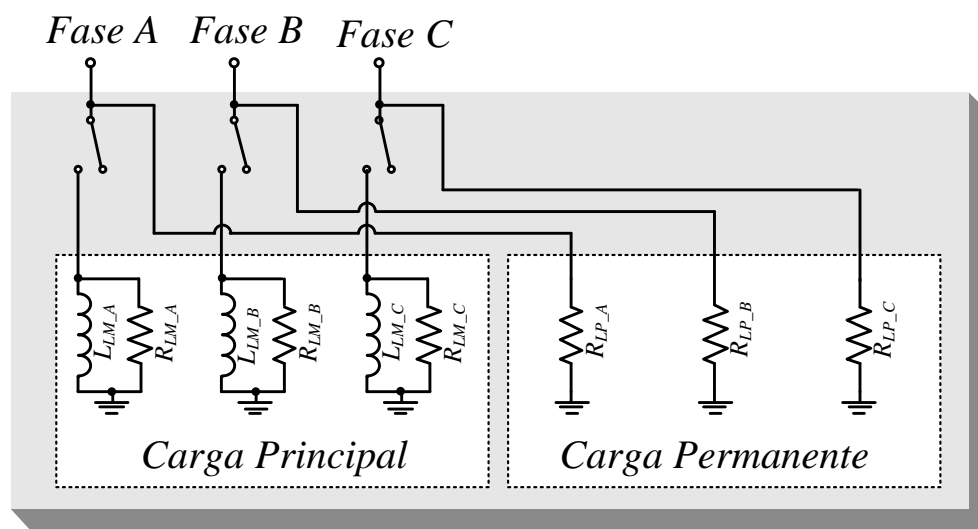 Fase A
Fase B
Fase C
L_LM_A
R_LM_A
L_LM_B
R_LM_B
L_LM_C
R_LM_C
R_LP_A
R_LP_B
R_LP_C
Carga Principal
Carga Permanente